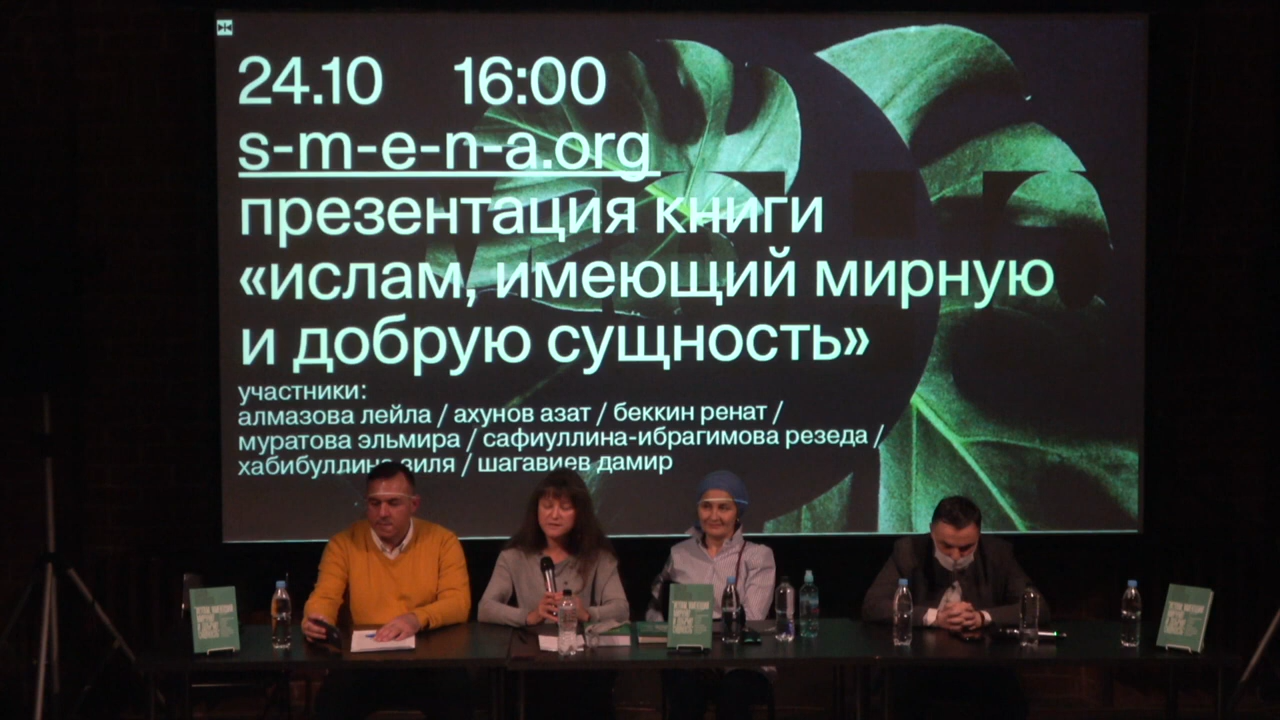 24.10 16:00
s-m-e-n-a.org
презентация книги
«ислам, имеющий мирную
и добрую сущность»
участники:
алмазова лейла / ахунов азат / беккин ренат /
муратова эльмира / сафиуллина-ибрагимова резеда /
хабибуллина зиля / шагавиев дамир